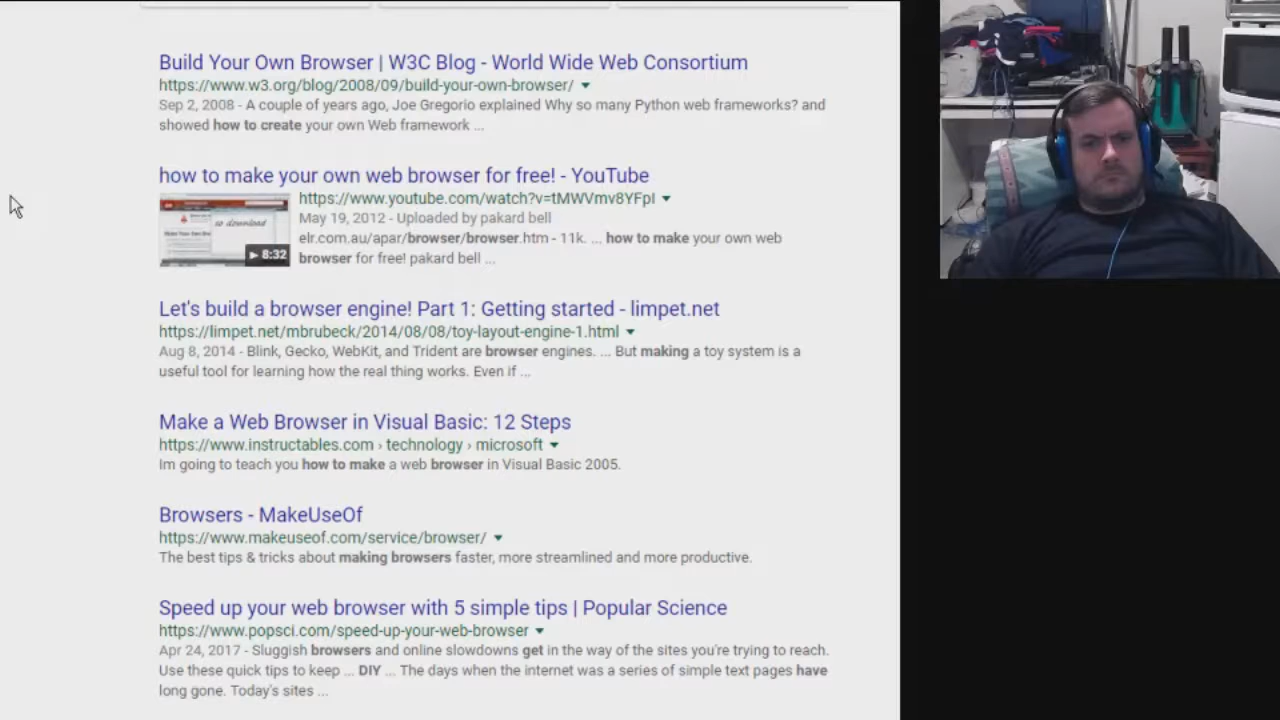 Build Your Own Browser | W3C Blog - World Wide Web Consortium
https://www.w3.org/blog/2008/09/build-your-own-browser/
Sep 2, 2008 - A couple of years ago, Joe Gregorio explained Why so many Python web frameworks? and
showed how to create your own Web framework ...
how to make your own web browser for free! - YouTube
https://www.youtube.com/watch?v=tMWVmv8YFpI
May 19, 2012 - Uploaded by pakard bell
elr.com.au/apar/browser/browser.htm - 11k. ... how to make your own web
browser for free! pakard bell ...
so download
8:32
Let's build a browser engine! Part 1: Getting started - limpet.net
https://limpet.net/mbrubeck/2014/08/08/toy-layout-engine-1.html
Aug 8, 2014 - Blink, Gecko, WebKit, and Trident are browser engines. ... But making a toy system is a
useful tool for learning how the real thing works. Even if ...
Make a Web Browser in Visual Basic: 12 Steps
https://www.instructables.com › technology › microsoft
Im going to teach you how to make a web browser in Visual Basic 2005.
Browsers - MakeUseOf
https://www.makeuseof.com/service/browser/
The best tips & tricks about making browsers faster, more streamlined and more productive.
Speed up your web browser with 5 simple tips | Popular Science
https://www.popsci.com/speed-up-your-web-browser
Apr 24, 2017 - Sluggish browsers and online slowdowns get in the way of the sites you're trying to reach.
Use these quick tips to keep ... DIY ... The days when the internet was a series of simple text pages have
long gone. Today's sites ...